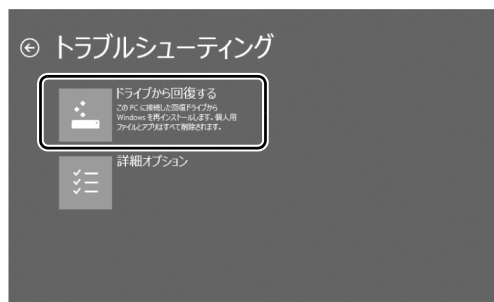 トラブルシューティング
ドライブから回復する
この PC に接続した回復ドライブから
Windows を再インストールします。個人用
ファイルとアプリはすべて削除されます。
詳細オプション